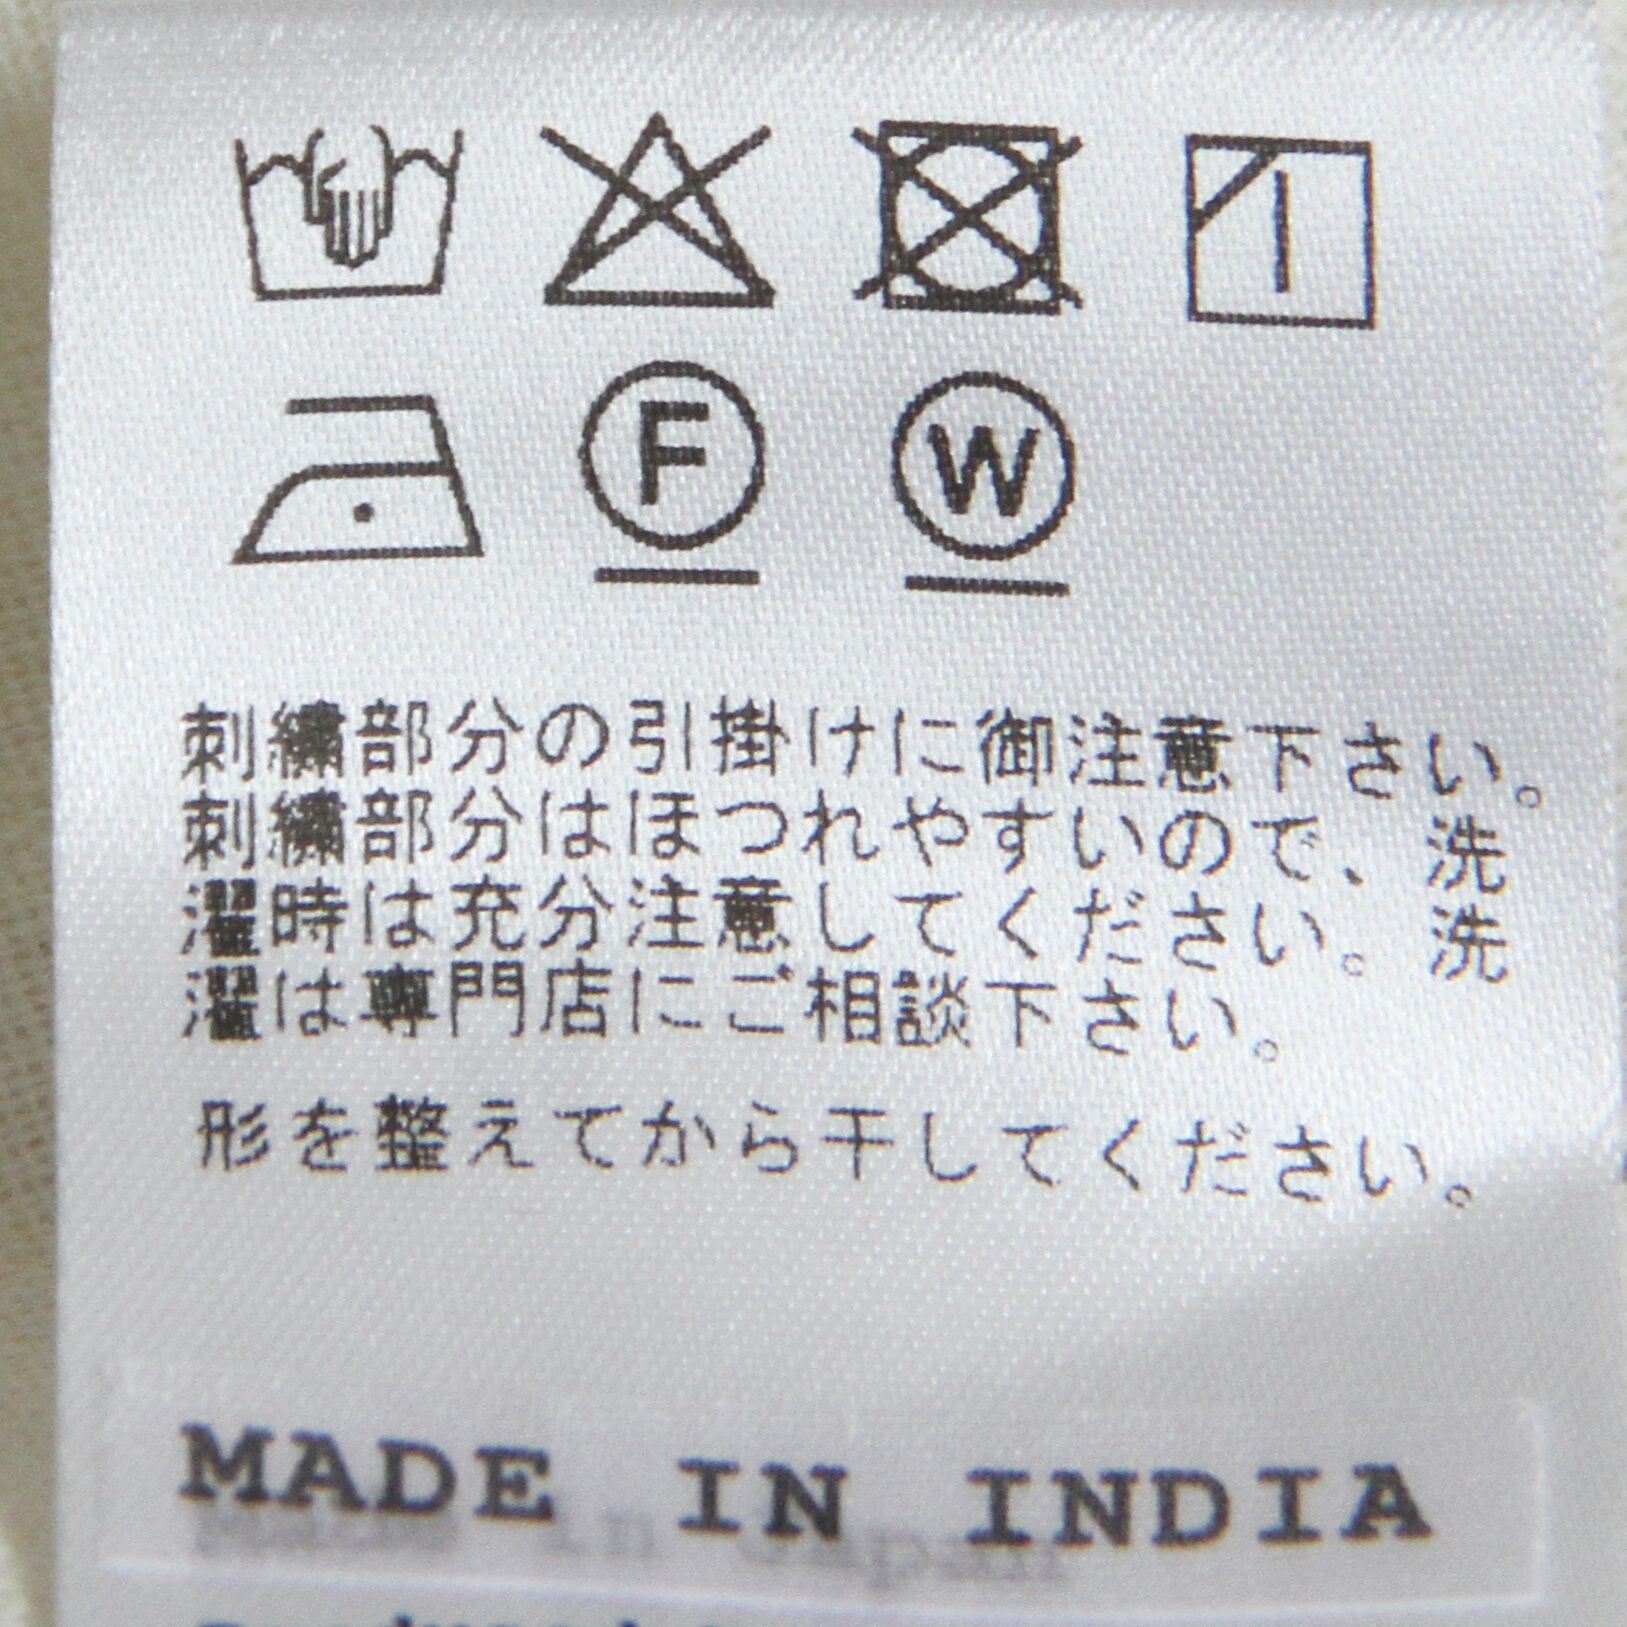 F W
刺繍部分の引掛けに御注意下さい。
刺繍部分はほつれやすいので、洗
濯時は充分注意してください。洗
濯は専門店にご相談下さい。
形を整えてから干してください。
MADE IN INDIA
Made in Japan